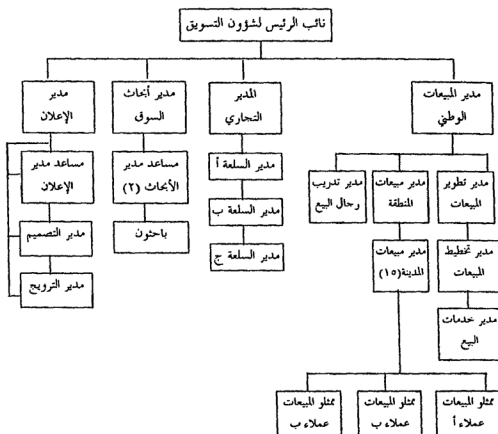 نائب الرئيس لشؤون التسويق
مدير المبيعات
الوطني
المدير
التجاري
مدير أبحاث
السوق
مدير
الإعلان
مدير تطوير
المبيعات
مدير مبيعات
المنطقة
مدير تدريب
رحال البيع
مدير السلعة أ
مساعد مدير
الأبحاث (٢)
مساعد مدير
الإعلان
مدير السلعة ب
باحثون
مدير التصميم
مدير تخطيط
المبيعات
مدير مبيعات
المدينة(١٥)
مدير السلعة ج
مدير الترويج
مدير خدمات
البيع
ممثلو المبيعات
عملاء أ
ممثلو المبيعات
عملاء ب
ممثلو المبيعات
عملاء ب